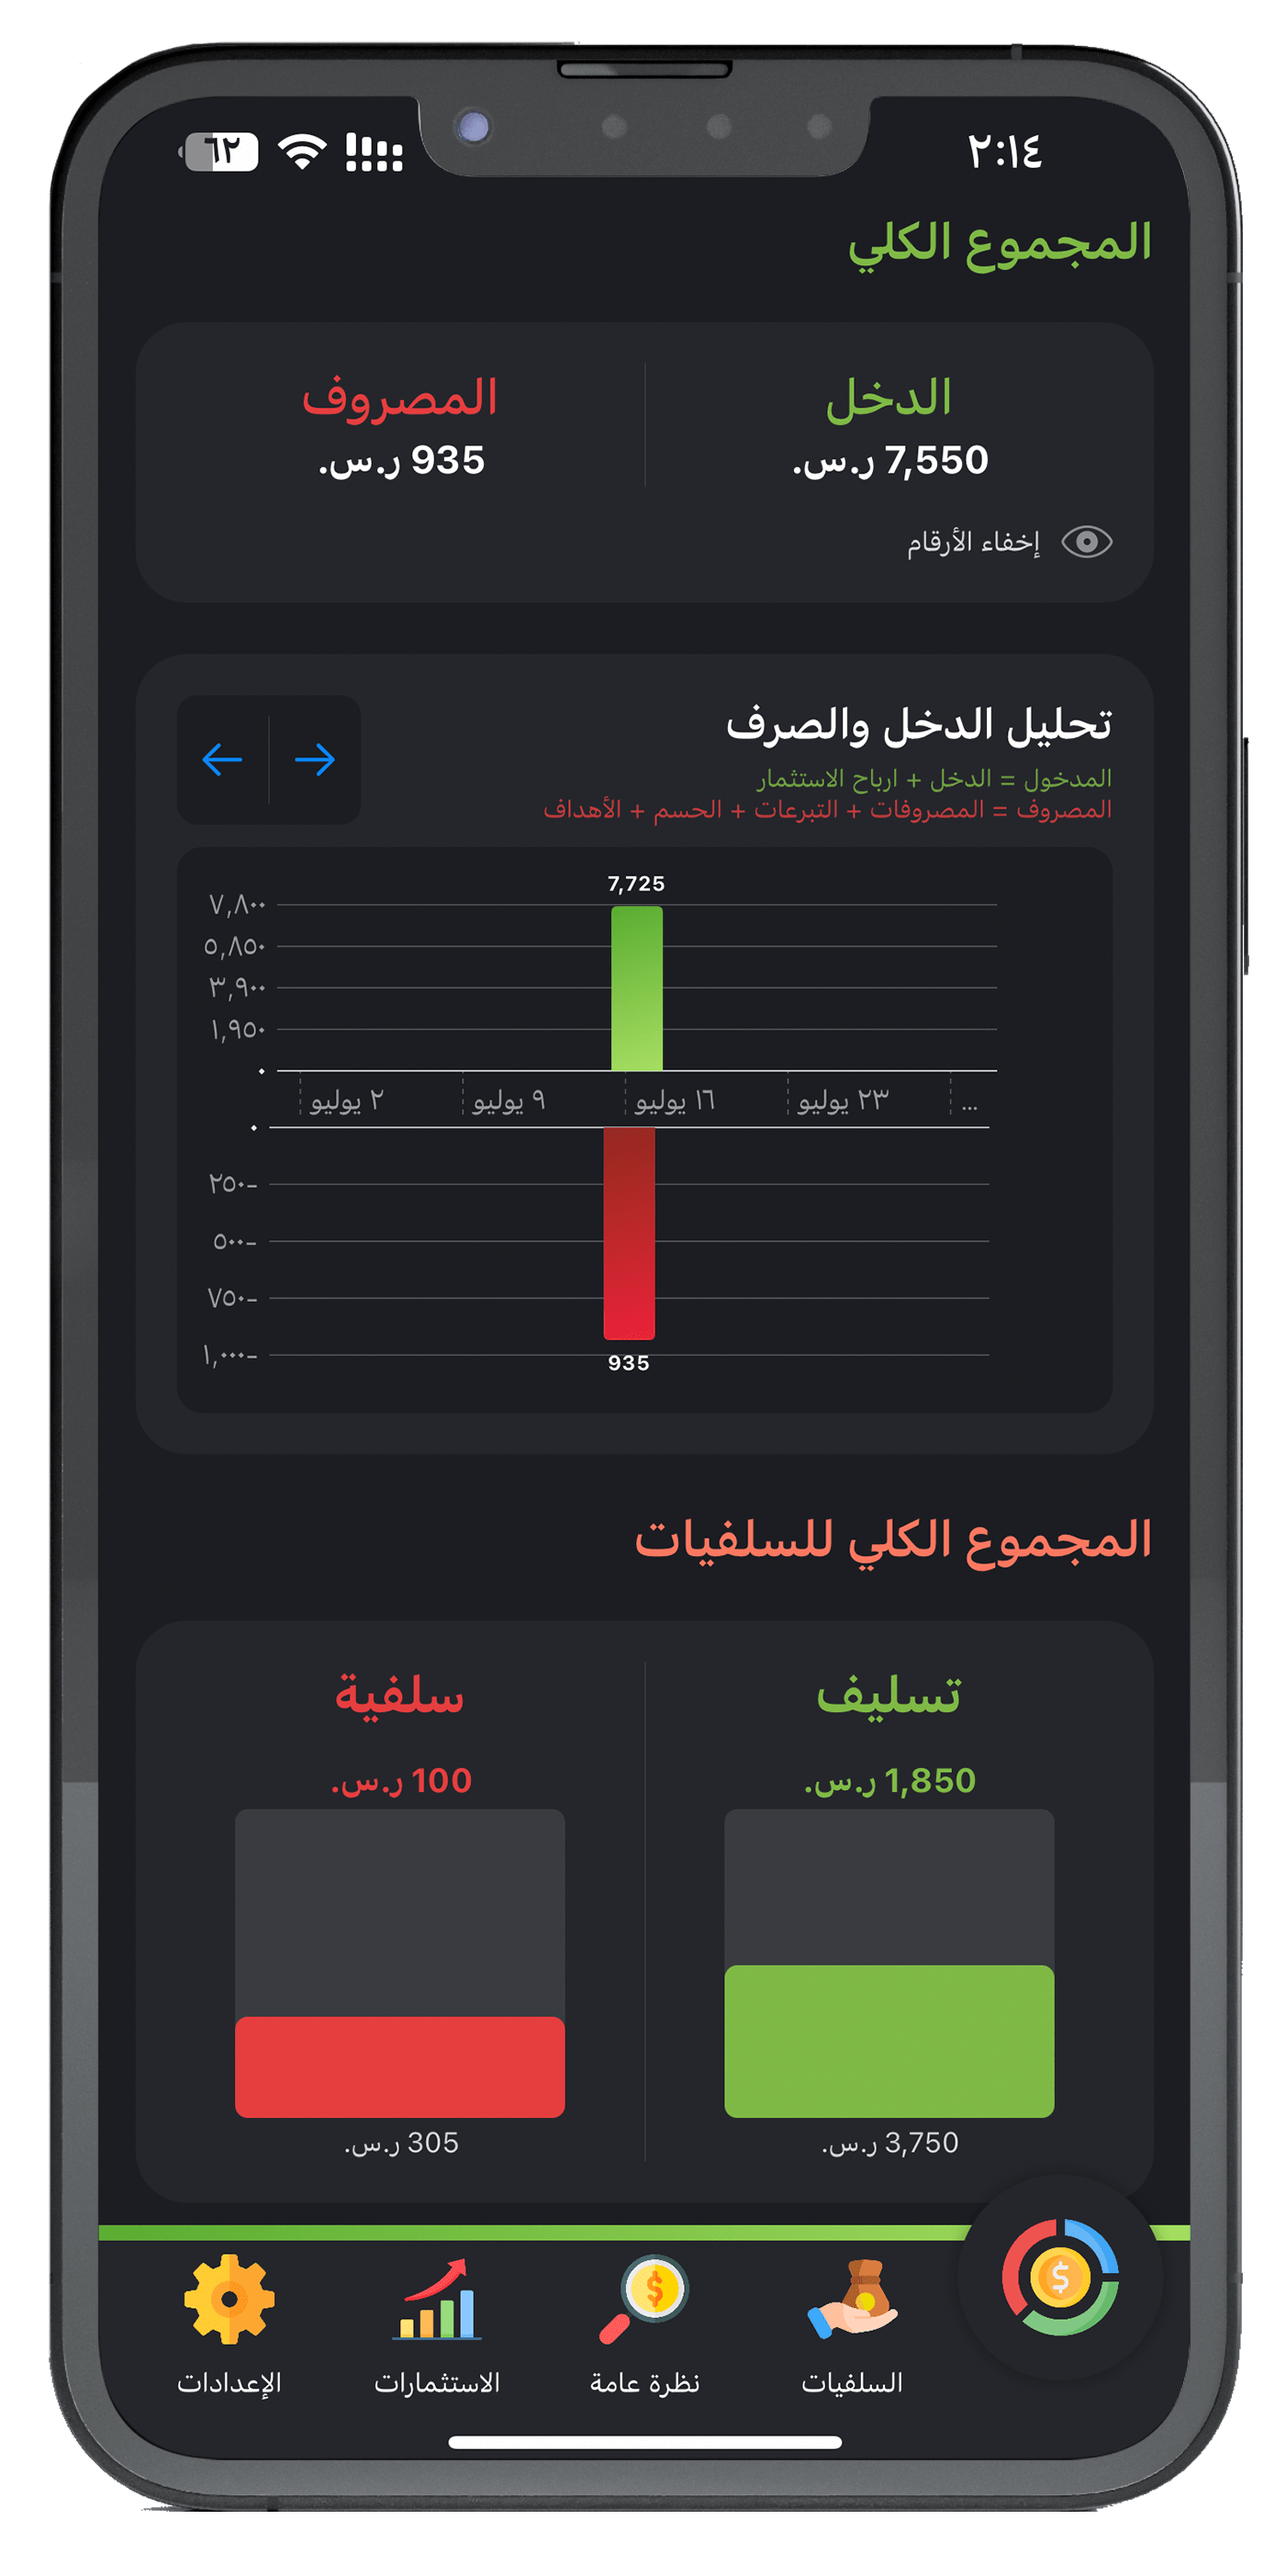 ٢:١٤
٦٢
المجموع الكلي
الدخل
7,550 ر.س.
المصروف
935 ر.س.
إخفاء الأرقام
تحليل الدخل والصرف
المدخول = الدخل + ارباح الاستثمار
المصروف = المصروفات + التبرعات + الحسم + الأهداف
7,725
٧,٨٠٠
٥,٨٥٠
٣,٩٠٠
١,٩٥٠
٠
٢ يوليو
٩ يوليو
١٦ يوليو
٢٣ يوليو
...
٠
-٢٥٠
-٥٠٠
-٧٥٠
-١,٠٠٠
935
المجموع الكلي للسلفيات
تسليف
1,850 ر.س.
3,750 ر.س.
سلفية
100 ر.س.
305 ر.س.
السلفيات
نظرة عامة
الاستثمارات
الإعدادات